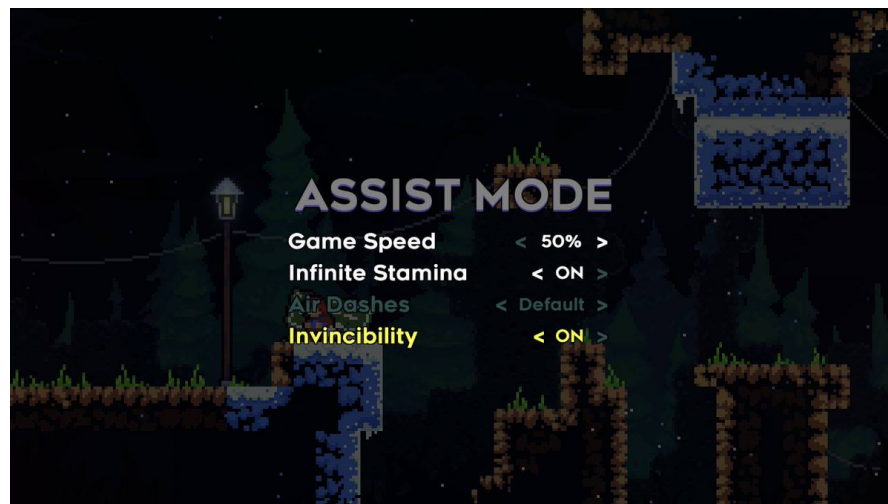 ASSIST MODE
Game Speed < 50% >
Infinite Stamina < ON >
Air Dashes < Default >
Invincibility < ON >